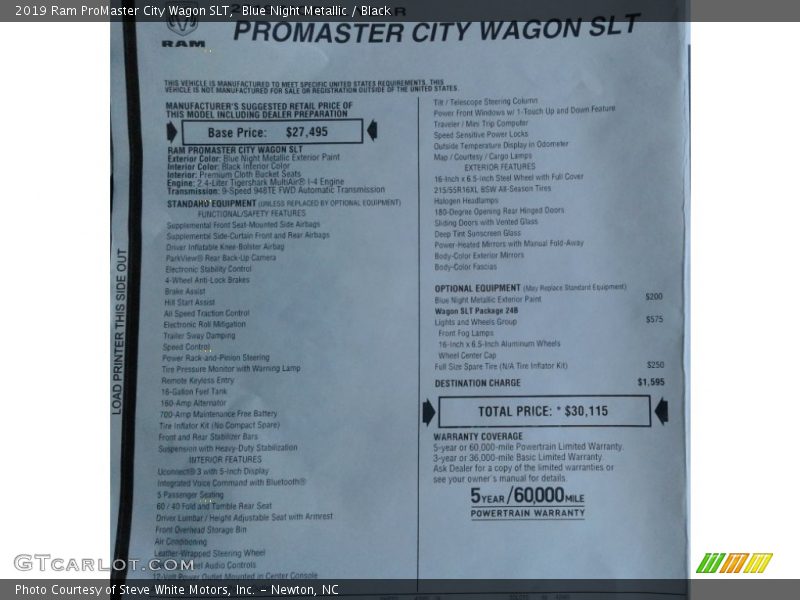 2019 Ram ProMaster City Wagon SLT, Blue Night Metallic / Black
RAM
PROMASTER CITY WAGON SLT
THIS VEHICLE IS MANUFACTURED TO MEET SPECIFIC UNITED STATES REQUIREMENTS. THIS
VEHICLE IS NOT MANUFACTURED FOR SALE OR REGISTRATION OUTSIDE OF THE UNITED STATES.
MANUFACTURER'S SUGGESTED RETAIL PRICE OF
THIS MODEL INCLUDING DEALER PREPARATION
Base Price: $27,495
RAM PROMASTER CITY WAGON SLT
Exterior Color: Blue Night Metallic Exterior Paint
Interior Color: Black Interior Color
Interior: Premium Cloth Bucket Seats
Engine: 2.4-Liter Tigershark MultiAir® I-4 Engine
Transmission: 9-Speed 948TE FWD Automatic Transmission
STANDARD EQUIPMENT (UNLESS REPLACED BY OPTIONAL EQUIPMENT)
FUNCTIONAL/SAFETY FEATURES
Supplemental Front Seat-Mounted Side Airbags
Supplemental Side-Curtain Front and Rear Airbags
Driver Inflatable Knee-Bolster Airbag
ParkView® Rear Back-Up Camera
Electronic Stability Control
4-Wheel Anti-Lock Brakes
Brake Assist
Hill Start Assist
All Speed Traction Control
Electronic Roll Mitigation
Trailer Sway Damping
Speed Control
Power Rack-and-Pinion Steering
Tire Pressure Monitor with Warning Lamp
Remote Keyless Entry
16-Gallon Fuel Tank
160-Amp Alternator
700-Amp Maintenance Free Battery
Tire Inflator Kit (No Compact Spare)
Front and Rear Stabilizer Bars
Suspension with Heavy-Duty Stabilization
INTERIOR FEATURES
Uconnect® 3 with 5-Inch Display
Integrated Voice Command with Bluetooth®
5 Passenger Seating
60 / 40 Fold and Tumble Rear Seat
Driver Lumbar / Height Adjustable Seat with Armrest
Front Overhead Storage Bin
Air Conditioning
Leather-Wrapped Steering Wheel
Wheel Audio Controls
12-Volt Power Outlet Mounted in Center Console
Tilt / Telescope Steering Column
Power Front Windows w/ 1-Touch Up and Down Feature
Traveler / Mini Trip Computer
Speed Sensitive Power Locks
Outside Temperature Display in Odometer
Map / Courtesy / Cargo Lamps
EXTERIOR FEATURES
16-Inch x 6.5-Inch Steel Wheel with Full Cover
215/55R16XL BSW All-Season Tires
Halogen Headlamps
180-Degree Opening Rear Hinged Doors
Sliding Doors with Vented Glass
Deep Tint Sunscreen Glass
Power-Heated Mirrors with Manual Fold-Away
Body-Color Exterior Mirrors
Body-Color Fascias
OPTIONAL EQUIPMENT (May Replace Standard Equipment)
Blue Night Metallic Exterior Paint $200
Wagon SLT Package 24B
Lights and Wheels Group $575
Front Fog Lamps
16-Inch x 6.5-Inch Aluminum Wheels
Wheel Center Cap
Full Size Spare Tire (N/A Tire Inflator Kit) $250
DESTINATION CHARGE $1,595
TOTAL PRICE: * $30,115
WARRANTY COVERAGE
5-year or 60,000-mile Powertrain Limited Warranty.
3-year or 36,000-mile Basic Limited Warranty.
Ask Dealer for a copy of the limited warranties or
see your owner's manual for details.
5 YEAR /60,000 MILE
POWERTRAIN WARRANTY
LOAD PRINTER THIS SIDE OUT
GTCARLOT.COM
Photo Courtesy of Steve White Motors, Inc. – Newton, NC